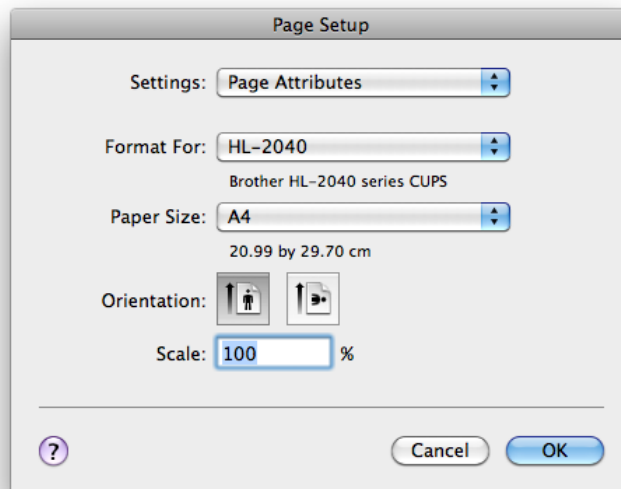 Page Setup
Settings: Page Attributes
Format For: HL-2040
Brother HL-2040 series CUPS
Paper Size: A4
20.99 by 29.70 cm
Orientation:
Scale: 100 %
? Cancel OK